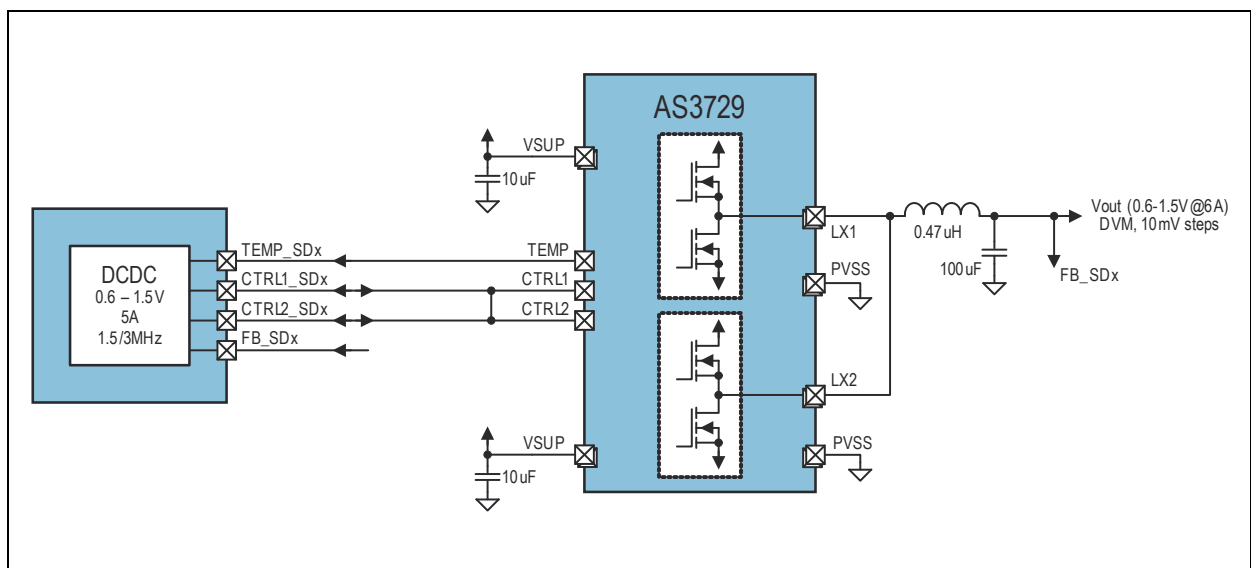 AS3729
VSUP
10uF
DCDC
0.6 – 1.5V
5A
1.5/3MHz
TEMP_SDx
CTRL1_SDx
CTRL2_SDx
FB_SDx
TEMP
CTRL1
CTRL2
VSUP
10uF
LX1
PVSS
LX2
PVSS
0.47uH
100uF
Vout (0.6-1.5V@6A)
DVM, 10mV steps
FB_SDx